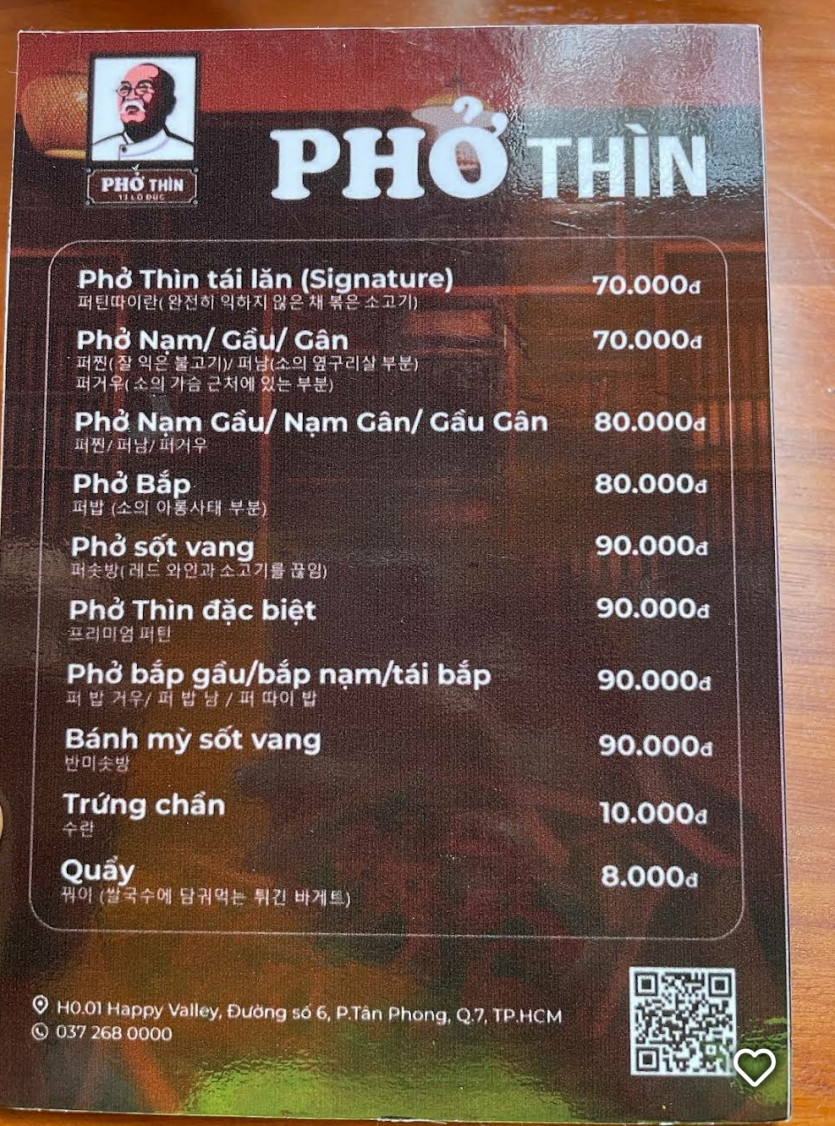 PHỞ THÌN
13 LÒ ĐÚC
PHỞ THÌN
Phở Thìn tái lăn (Signature) 70.000đ
퍼틴따이란( 완전히 익하지 않은 채 볶은 소고기)
Phở Nạm/ Gầu/ Gân 70.000đ
퍼찐( 잘 익은 불고기)/ 퍼남(소의 옆구리살 부분)
퍼거우( 소의 가슴 근처에 있는 부분)
Phở Nạm Gầu/ Nạm Gân/ Gầu Gân 80.000đ
퍼찐/ 퍼남/ 퍼거우
Phở Bắp 80.000đ
퍼밥 (소의 아롱사태 부분)
Phở sốt vang 90.000đ
퍼솟방( 레드 와인과 소고기를 끊임)
Phở Thìn đặc biệt 90.000đ
프리미엄 퍼틴
Phở bắp gầu/bắp nạm/tái bắp 90.000đ
퍼 밥 거우/ 퍼 밥 남 / 퍼 따이 밥
Bánh mỳ sốt vang 90.000đ
반미솟방
Trứng chần 10.000đ
수란
Quẩy 8.000đ
꿔이 (쌀국수에 담궈먹는 튀긴 바게트)
H0.01 Happy Valley, Đường số 6, P.Tân Phong, Q.7, TP.HCM
037 268 0000